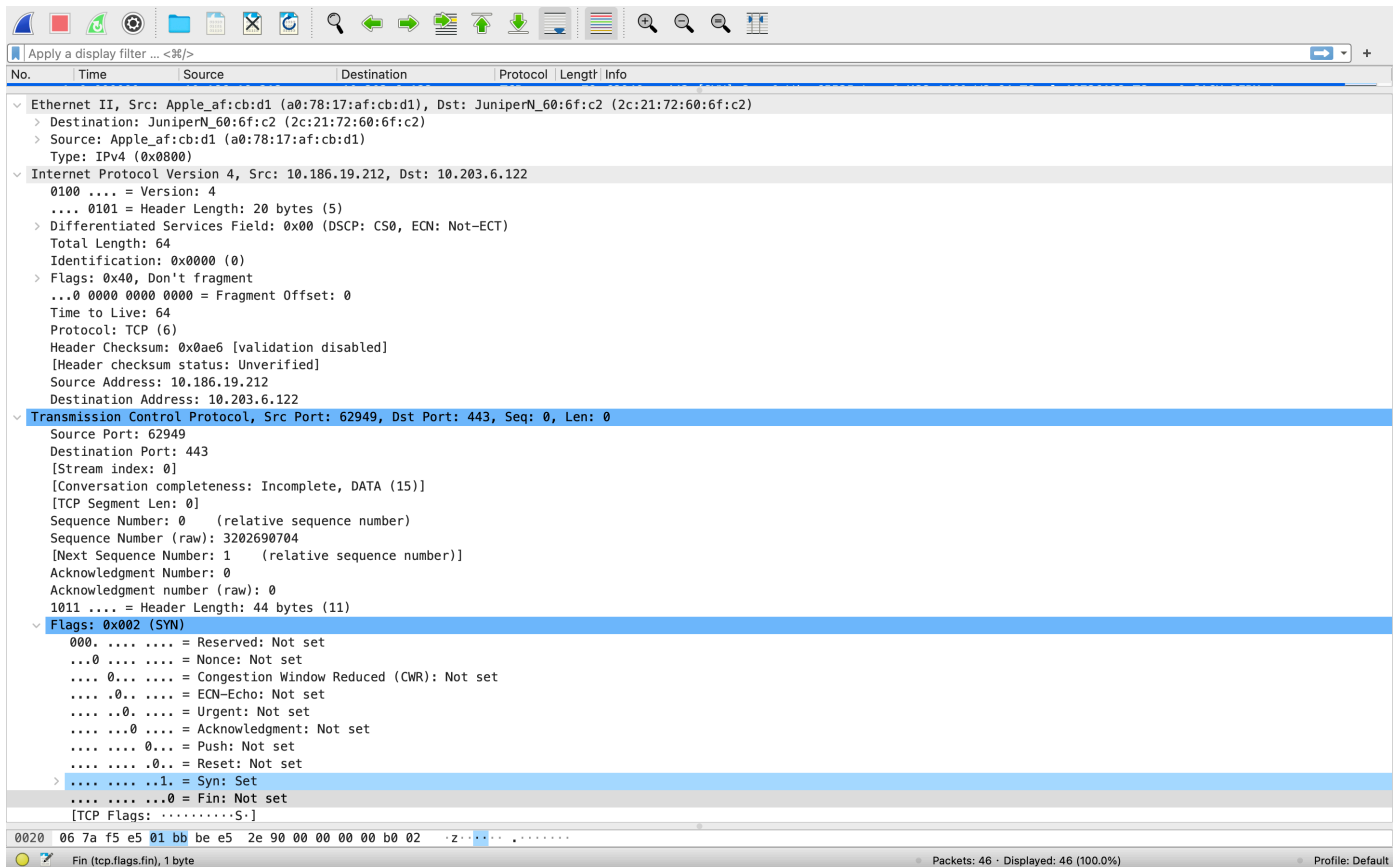 Apply a display filter ... <⌘/>
No. Time Source Destination Protocol Length Info
Ethernet II, Src: Apple_af:cb:d1 (a0:78:17:af:cb:d1), Dst: JuniperN_60:6f:c2 (2c:21:72:60:6f:c2)
Destination: JuniperN_60:6f:c2 (2c:21:72:60:6f:c2)
Source: Apple_af:cb:d1 (a0:78:17:af:cb:d1)
Type: IPv4 (0x0800)
Internet Protocol Version 4, Src: 10.186.19.212, Dst: 10.203.6.122
0100 .... = Version: 4
.... 0101 = Header Length: 20 bytes (5)
Differentiated Services Field: 0x00 (DSCP: CS0, ECN: Not-ECT)
Total Length: 64
Identification: 0x0000 (0)
Flags: 0x40, Don't fragment
...0 0000 0000 0000 = Fragment Offset: 0
Time to Live: 64
Protocol: TCP (6)
Header Checksum: 0x0ae6 [validation disabled]
[Header checksum status: Unverified]
Source Address: 10.186.19.212
Destination Address: 10.203.6.122
Transmission Control Protocol, Src Port: 62949, Dst Port: 443, Seq: 0, Len: 0
Source Port: 62949
Destination Port: 443
[Stream index: 0]
[Conversation completeness: Incomplete, DATA (15)]
[TCP Segment Len: 0]
Sequence Number: 0 (relative sequence number)
Sequence Number (raw): 3202690704
[Next Sequence Number: 1 (relative sequence number)]
Acknowledgment Number: 0
Acknowledgment number (raw): 0
1011 .... = Header Length: 44 bytes (11)
Flags: 0x002 (SYN)
000. .... .... = Reserved: Not set
...0 .... .... = Nonce: Not set
.... 0... .... = Congestion Window Reduced (CWR): Not set
.... .0.. .... = ECN-Echo: Not set
.... ..0. .... = Urgent: Not set
.... ...0 .... = Acknowledgment: Not set
.... .... 0... = Push: Not set
.... .... .0.. = Reset: Not set
.... .... ..1. = Syn: Set
.... .... ...0 = Fin: Not set
[TCP Flags: ··········S·]
0020 06 7a f5 e5 01 bb be e5 2e 90 00 00 00 00 b0 02 ·z······ .·······
Fin (tcp.flags.fin), 1 byte Packets: 46 · Displayed: 46 (100.0%) Profile: Default